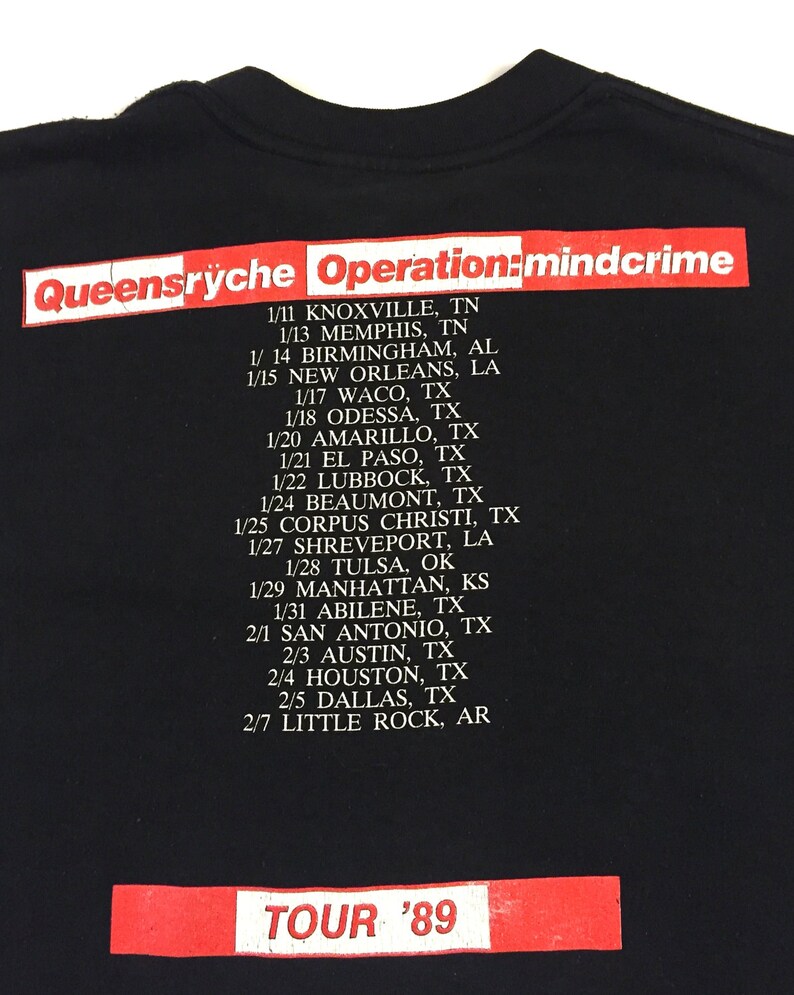 Queensrÿche Operation:mindcrime
1/11 KNOXVILLE, TN
1/13 MEMPHIS, TN
1/ 14 BIRMINGHAM, AL
1/15 NEW ORLEANS, LA
1/17 WACO, TX
1/18 ODESSA, TX
1/20 AMARILLO, TX
1/21 EL PASO, TX
1/22 LUBBOCK, TX
1/24 BEAUMONT, TX
1/25 CORPUS CHRISTI, TX
1/27 SHREVEPORT, LA
1/28 TULSA, OK
1/29 MANHATTAN, KS
1/31 ABILENE, TX
2/1 SAN ANTONIO, TX
2/3 AUSTIN, TX
2/4 HOUSTON, TX
2/5 DALLAS, TX
2/7 LITTLE ROCK, AR
TOUR '89